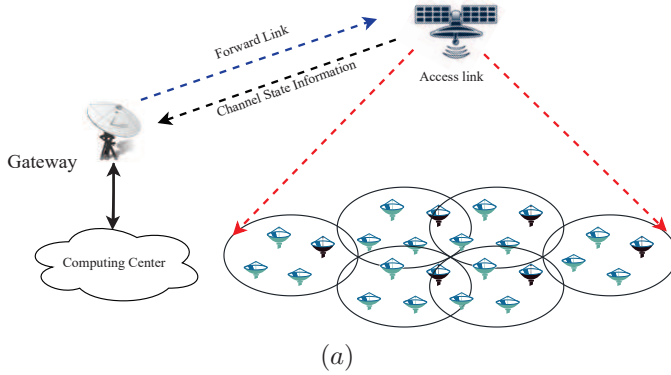 Forward Link
Channel State Information
Access link
Gateway
Computing Center
(a)